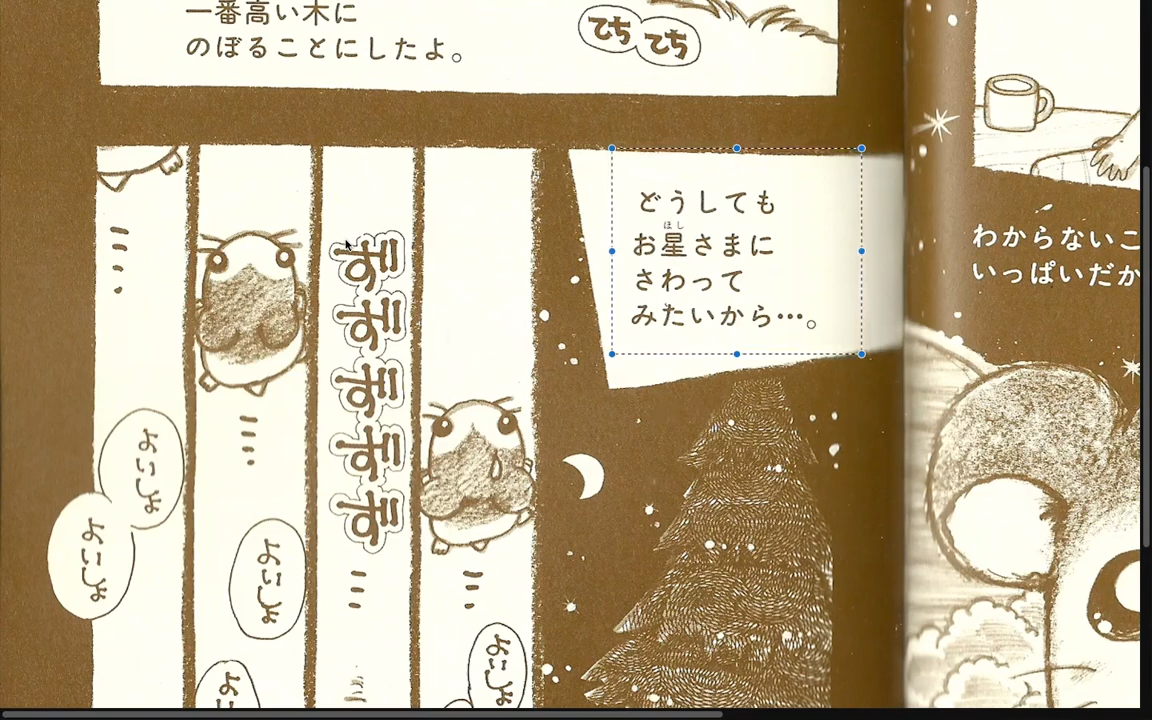 一番高い木に
のぼることにしたよ。
てち
てち
どうしても
お星さまに
ほし
さわって
みたいから…。
ず
ず
ず
ず
ず
よいしょ
よいしょ
よいしょ
よいしょ
わからないこ
いっぱいだか